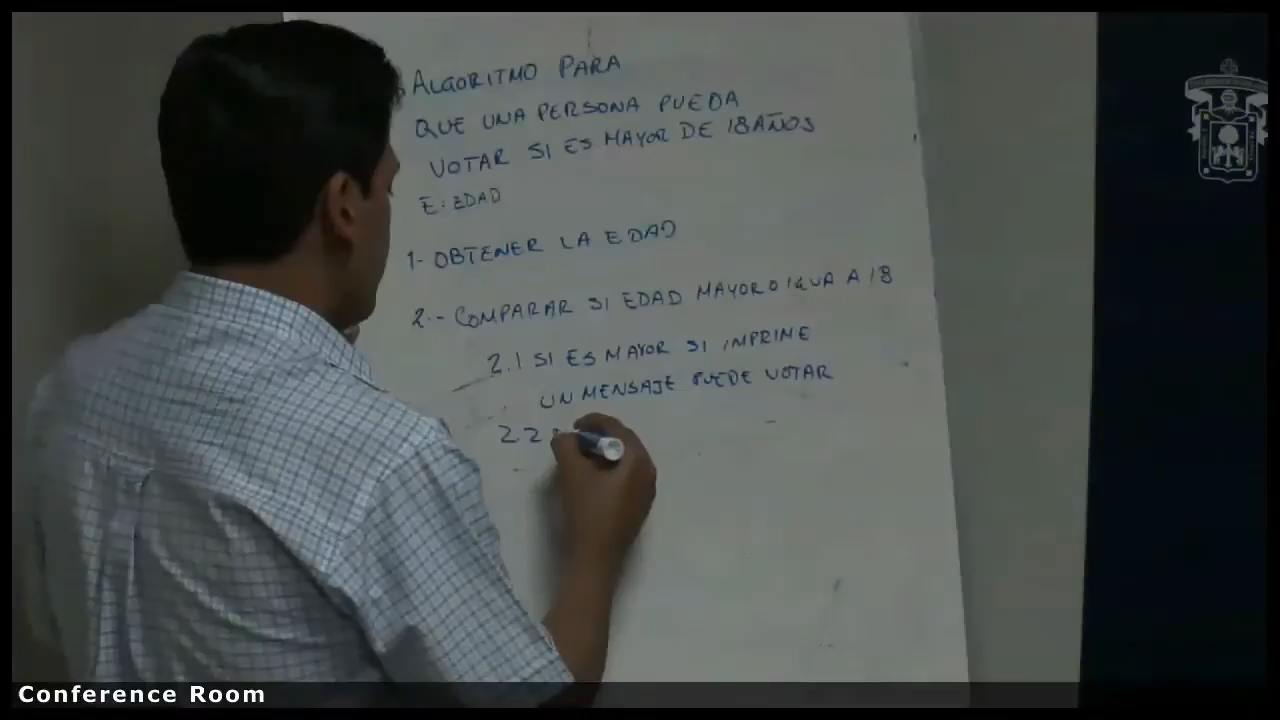 ALGORITMO PARA
QUE UNA PERSONA PUEDA
VOTAR SI ES MAYOR DE 18 AÑOS
E: EDAD
1- OBTENER LA EDAD
2.- COMPARAR SI EDAD MAYOR O IGUA A 18
2.1 SI ES MAYOR SI IMPRIME
UN MENSAJE PUEDE VOTAR
2.2
Conference Room